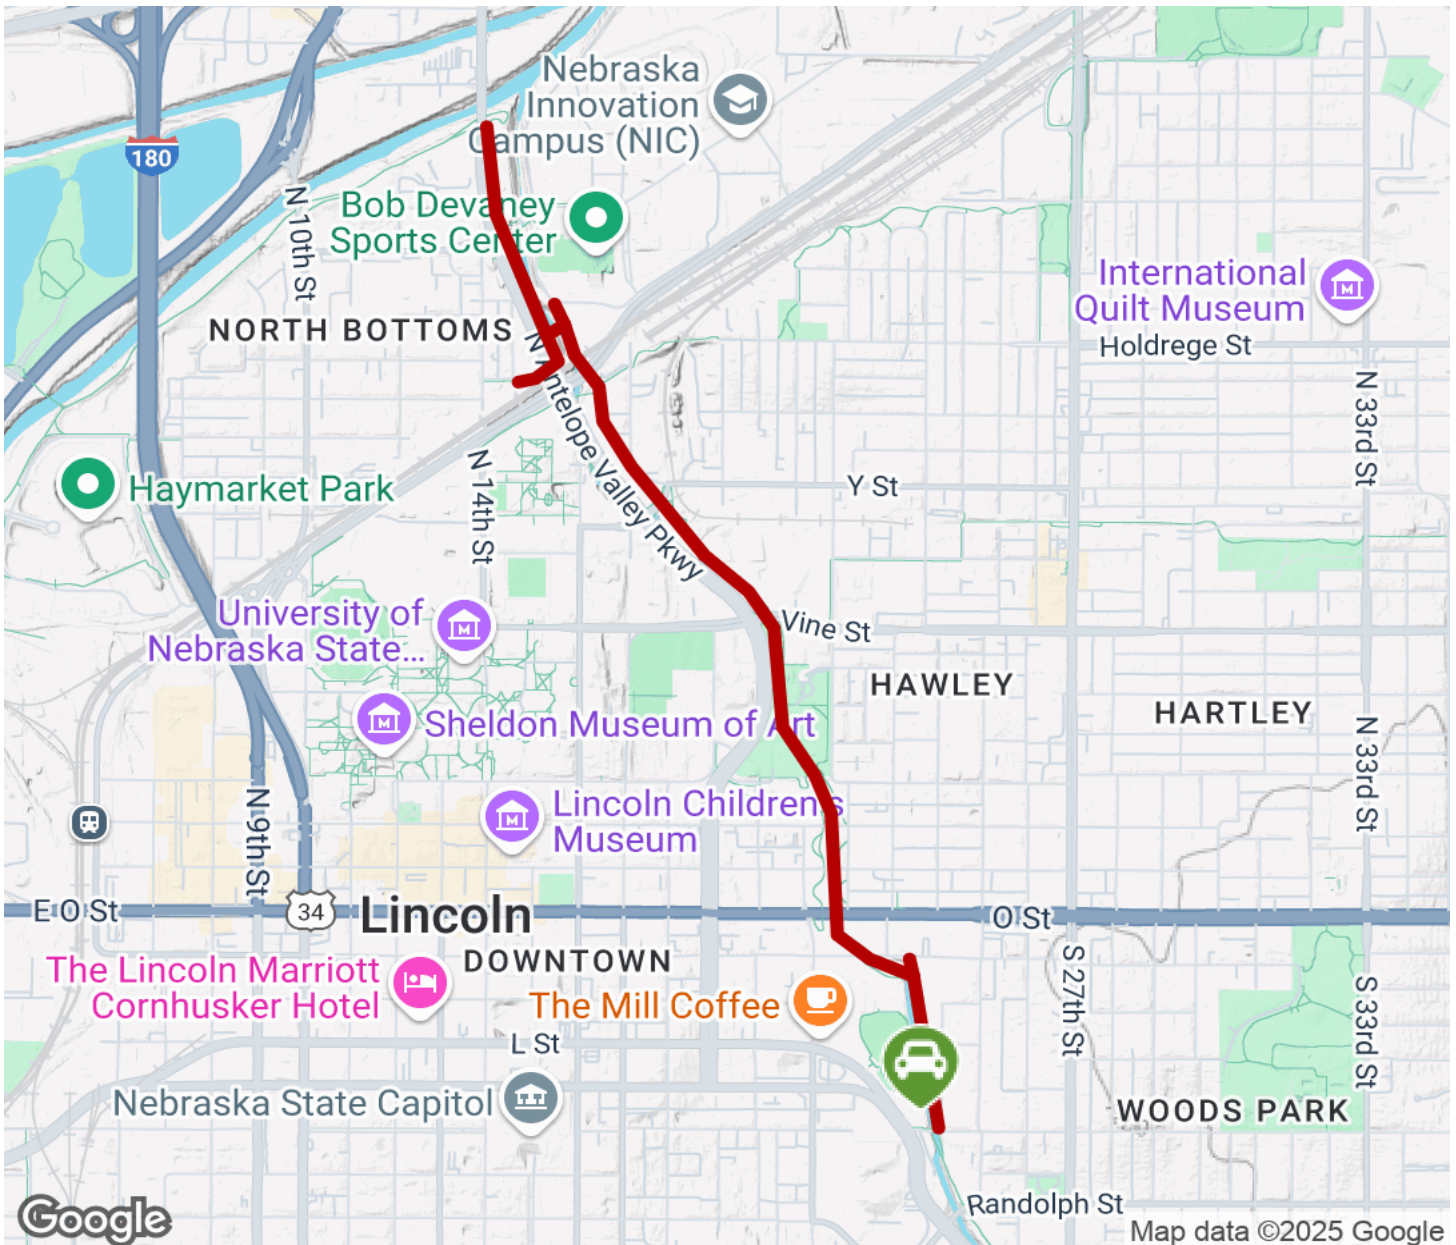 Nebraska
Innovation
Campus (NIC)
180
N 10th St
Bob Devaney
Sports Center
International
Quilt Museum
NORTH BOTTOMS
Holdrege St
N Antelope Valley Pkwy
N 33rd St
Haymarket Park
N 14th St
Y St
University of
Nebraska State...
Vine St
HAWLEY
HARTLEY
Sheldon Museum of Art
N 33rd St
Lincoln Children's
Museum
N 9th St
E O St
34
Lincoln
O St
DOWNTOWN
The Lincoln Marriott
Cornhusker Hotel
The Mill Coffee
S 27th St
S 33rd St
L St
Nebraska State Capitol
WOODS PARK
Randolph St
Google
Map data ©2025 Google